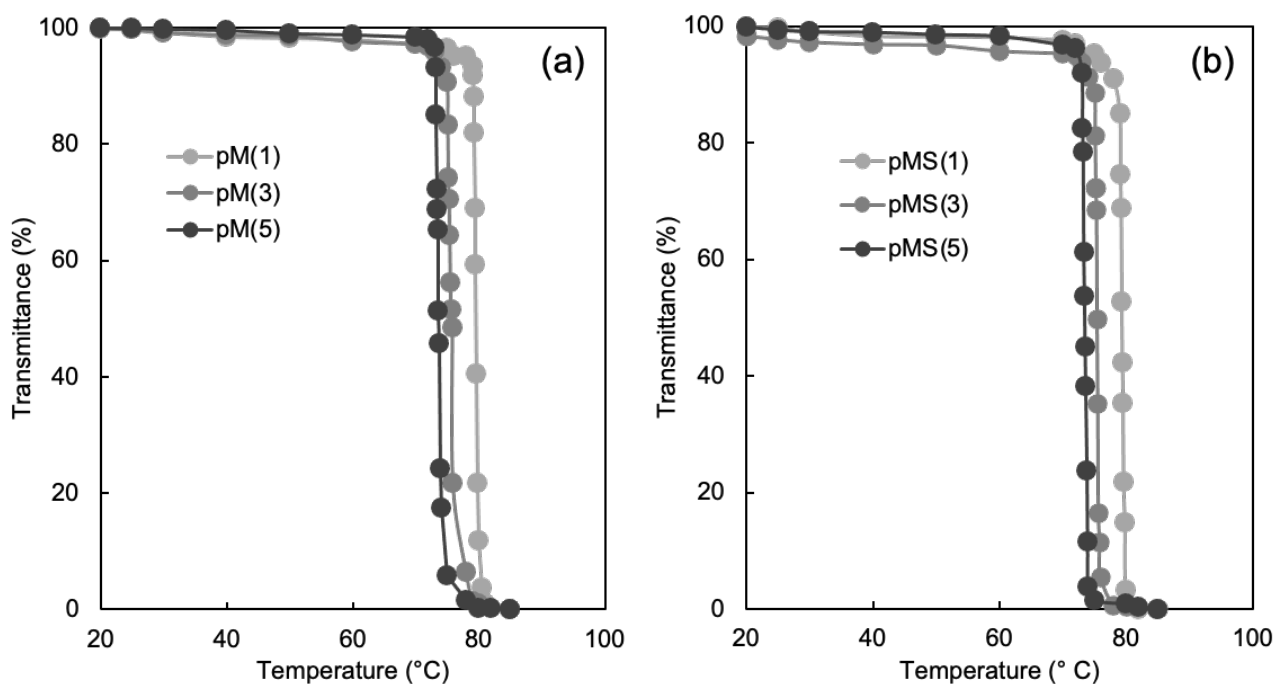 (a)
Transmittance (%)
100
80
60
40
20
0
pM(1)
pM(3)
pM(5)
20
40
60
80
100
Temperature (°C)
(b)
Transmittance (%)
100
80
60
40
20
0
pMS(1)
pMS(3)
pMS(5)
20
40
60
80
100
Temperature (° C)